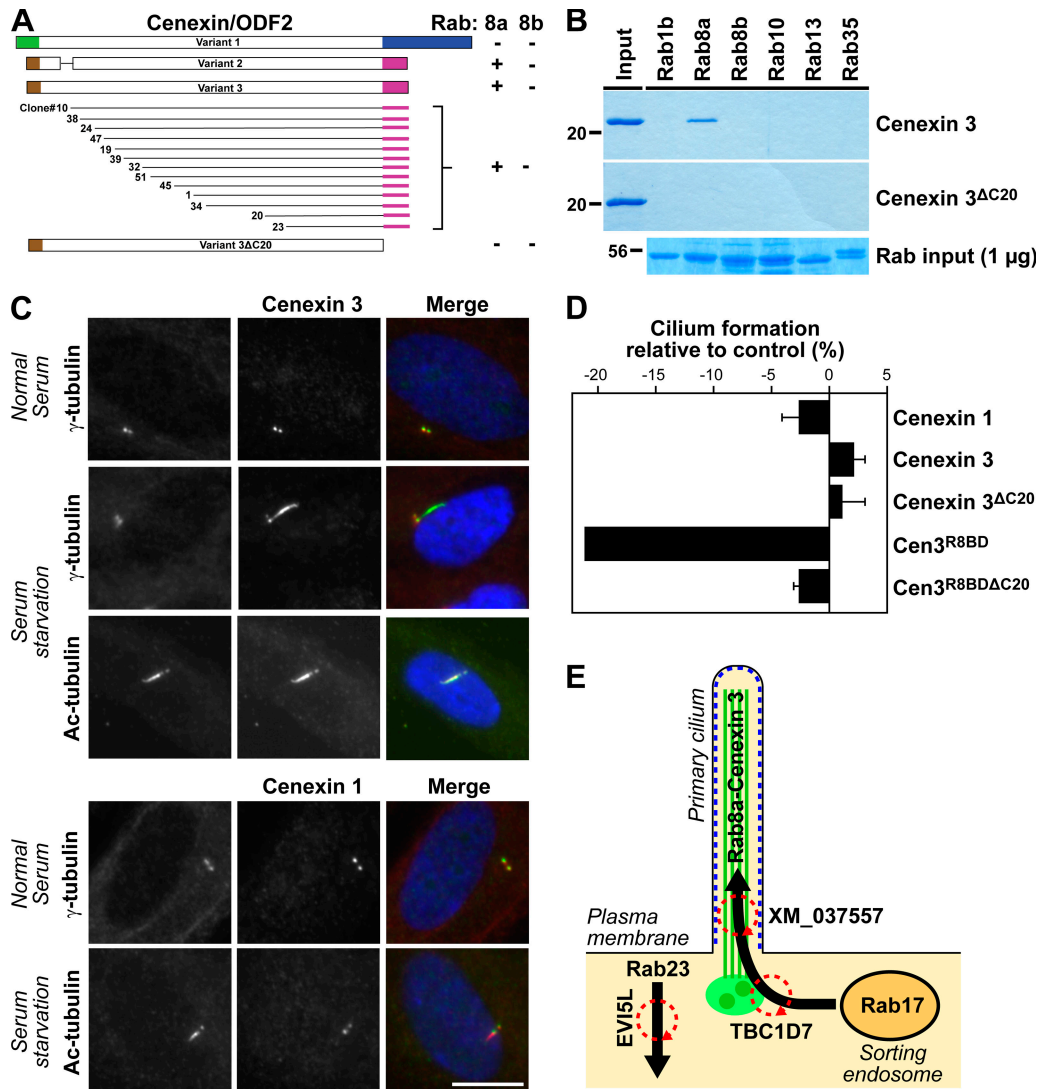 A
Cenexin/ODF2 Rab: 8a 8b
Variant 1 - -
Variant 2 + -
Variant 3 + -
Clone#10
38
24
47
19
39
32 + -
51
45
1
34
20
23
Variant 3ΔC20 - -
B
Input Rab1b Rab8a Rab8b Rab10 Rab13 Rab35
20 Cenexin 3
20 Cenexin 3ΔC20
56 Rab input (1 µg)
C
Cenexin 3 Merge
Normal Serum
γ-tubulin
Serum starvation
γ-tubulin
Ac-tubulin
Cenexin 1 Merge
Normal Serum
γ-tubulin
Serum starvation
Ac-tubulin
D
Cilium formation
relative to control (%)
-20 -15 -10 -5 0 5
Cenexin 1
Cenexin 3
Cenexin 3ΔC20
Cen3R8BD
Cen3R8BDΔC20
E
Primary cilium
Rab8a-Cenexin 3
XM_037557
Plasma
membrane
Rab23
EVI5L
TBC1D7
Rab17
Sorting
endosome